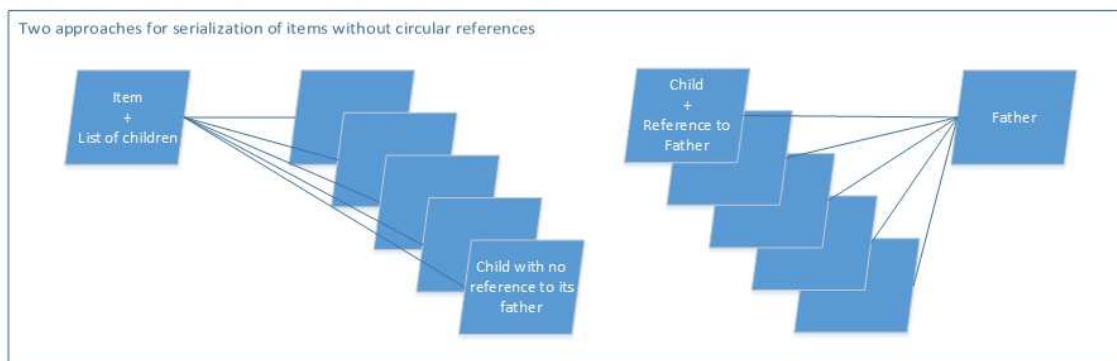 Two approaches for serialization of items without circular references
Item
+
List of children
Child with no
reference to its
father
Child
+
Reference to
Father
Father